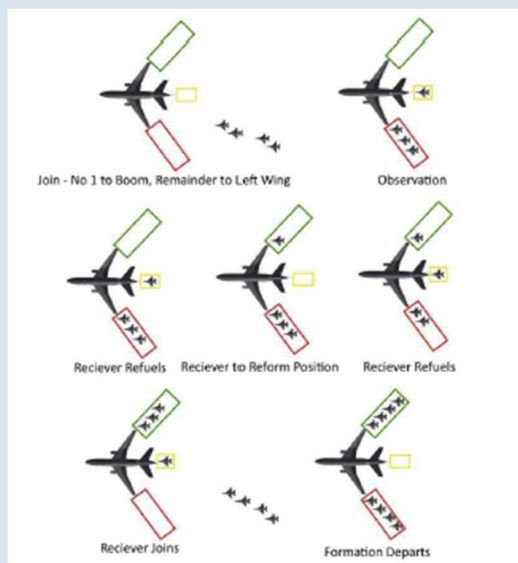 Join - No 1 to Boom, Remainder to Left Wing
Observation
Reciever Refuels
Reciever to Reform Position
Reciever Refuels
Reciever Joins
Formation Departs